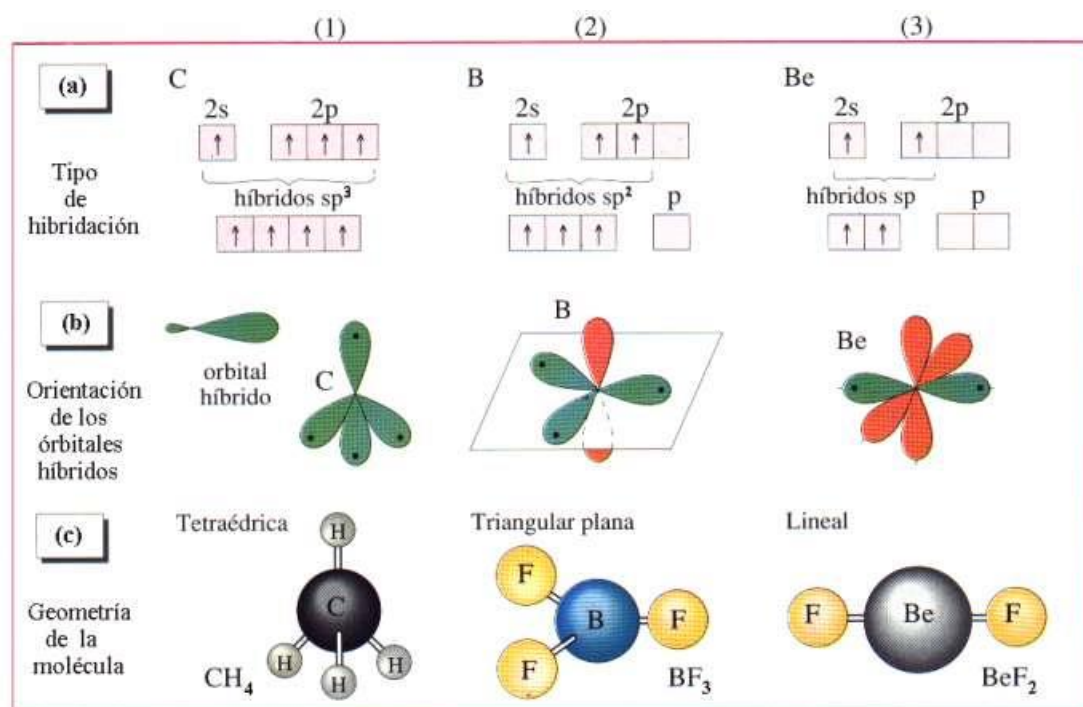 (1) (2) (3)
(a)
Tipo
de
hibridación
C
2s 2p
híbridos sp³
B
2s 2p
híbridos sp² p
Be
2s 2p
híbridos sp p
(b)
Orientación
de los
órbitales
híbridos
orbital
híbrido
C
B
Be
(c)
Geometría
de la
molécula
Tetraédrica
H
C
H
H
H
CH₄
Triangular plana
F
B
F
F
BF₃
Lineal
F Be F
BeF₂